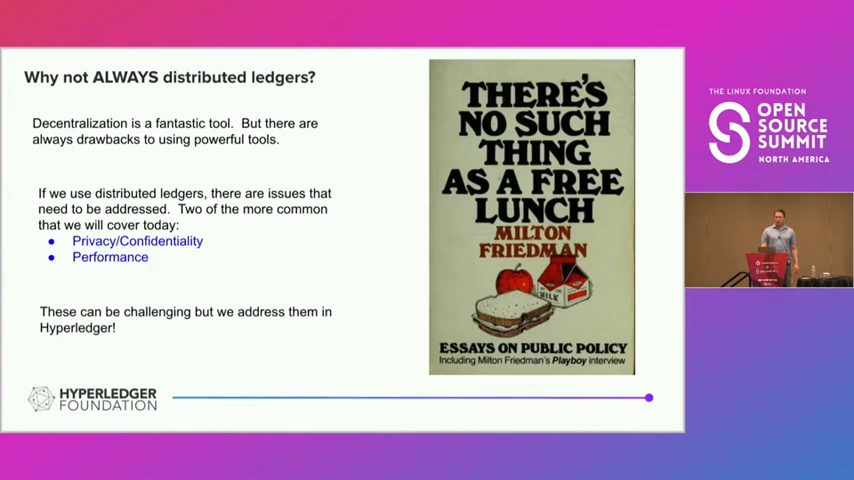 Why not ALWAYS distributed ledgers?
Decentralization is a fantastic tool.  But there are
always drawbacks to using powerful tools.
If we use distributed ledgers, there are issues that
need to be addressed.  Two of the more common
that we will cover today:
● Privacy/Confidentiality
● Performance
These can be challenging but we address them in
Hyperledger!
HYPERLEDGER
FOUNDATION
THERE'S
NO SUCH
THING
AS A FREE
LUNCH
MILTON
FRIEDMAN
MILK
ESSAYS ON PUBLIC POLICY
Including Milton Friedman's Playboy interview
THE LINUX FOUNDATION
OPEN
SOURCE
SUMMIT
NORTH AMERICA